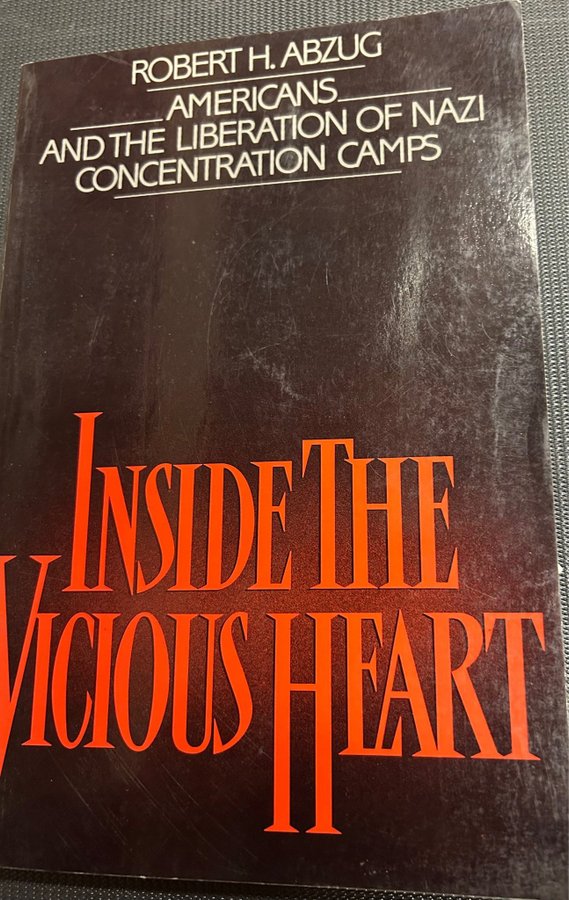 ROBERT H. ABZUG
AMERICANS
AND THE LIBERATION OF NAZI
CONCENTRATION CAMPS
INSIDE THE
VICIOUS HEART